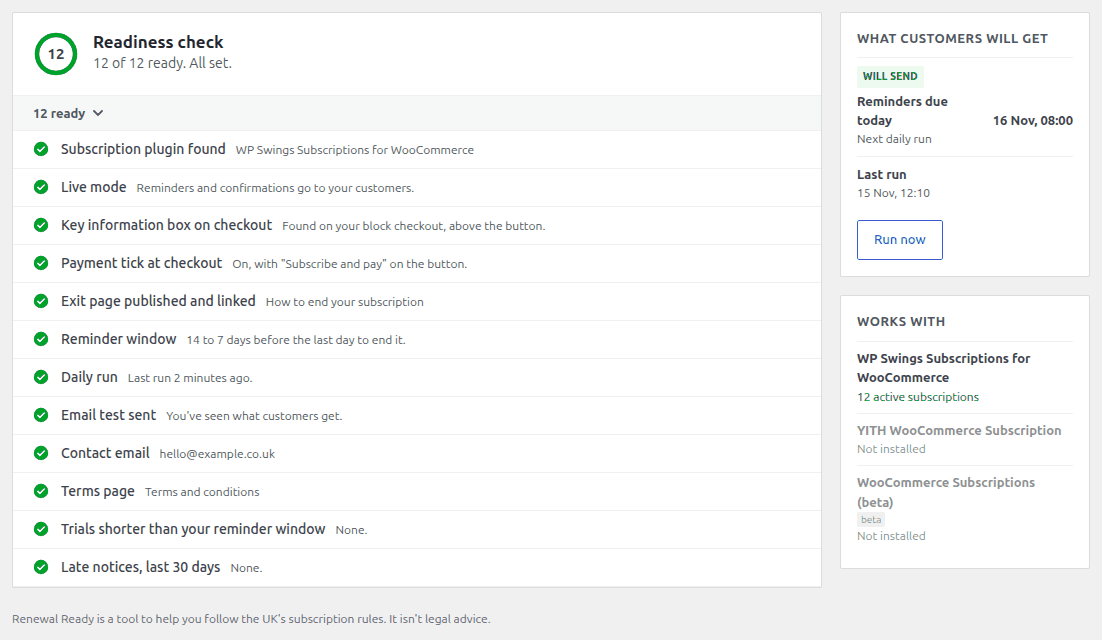 12
Readiness check
12 of 12 ready. All set.
12 ready
Subscription plugin found WP Swings Subscriptions for WooCommerce
Live mode Reminders and confirmations go to your customers.
Key information box on checkout Found on your block checkout, above the button.
Payment tick at checkout On, with "Subscribe and pay" on the button.
Exit page published and linked How to end your subscription
Reminder window 14 to 7 days before the last day to end it.
Daily run Last run 2 minutes ago.
Email test sent You've seen what customers get.
Contact email hello@example.co.uk
Terms page Terms and conditions
Trials shorter than your reminder window None.
Late notices, last 30 days None.
WHAT CUSTOMERS WILL GET
WILL SEND
Reminders due
today 16 Nov, 08:00
Next daily run
Last run
15 Nov, 12:10
Run now
WORKS WITH
WP Swings Subscriptions for
WooCommerce
12 active subscriptions
YITH WooCommerce Subscription
Not installed
WooCommerce Subscriptions
(beta)
beta
Not installed
Renewal Ready is a tool to help you follow the UK's subscription rules. It isn't legal advice.